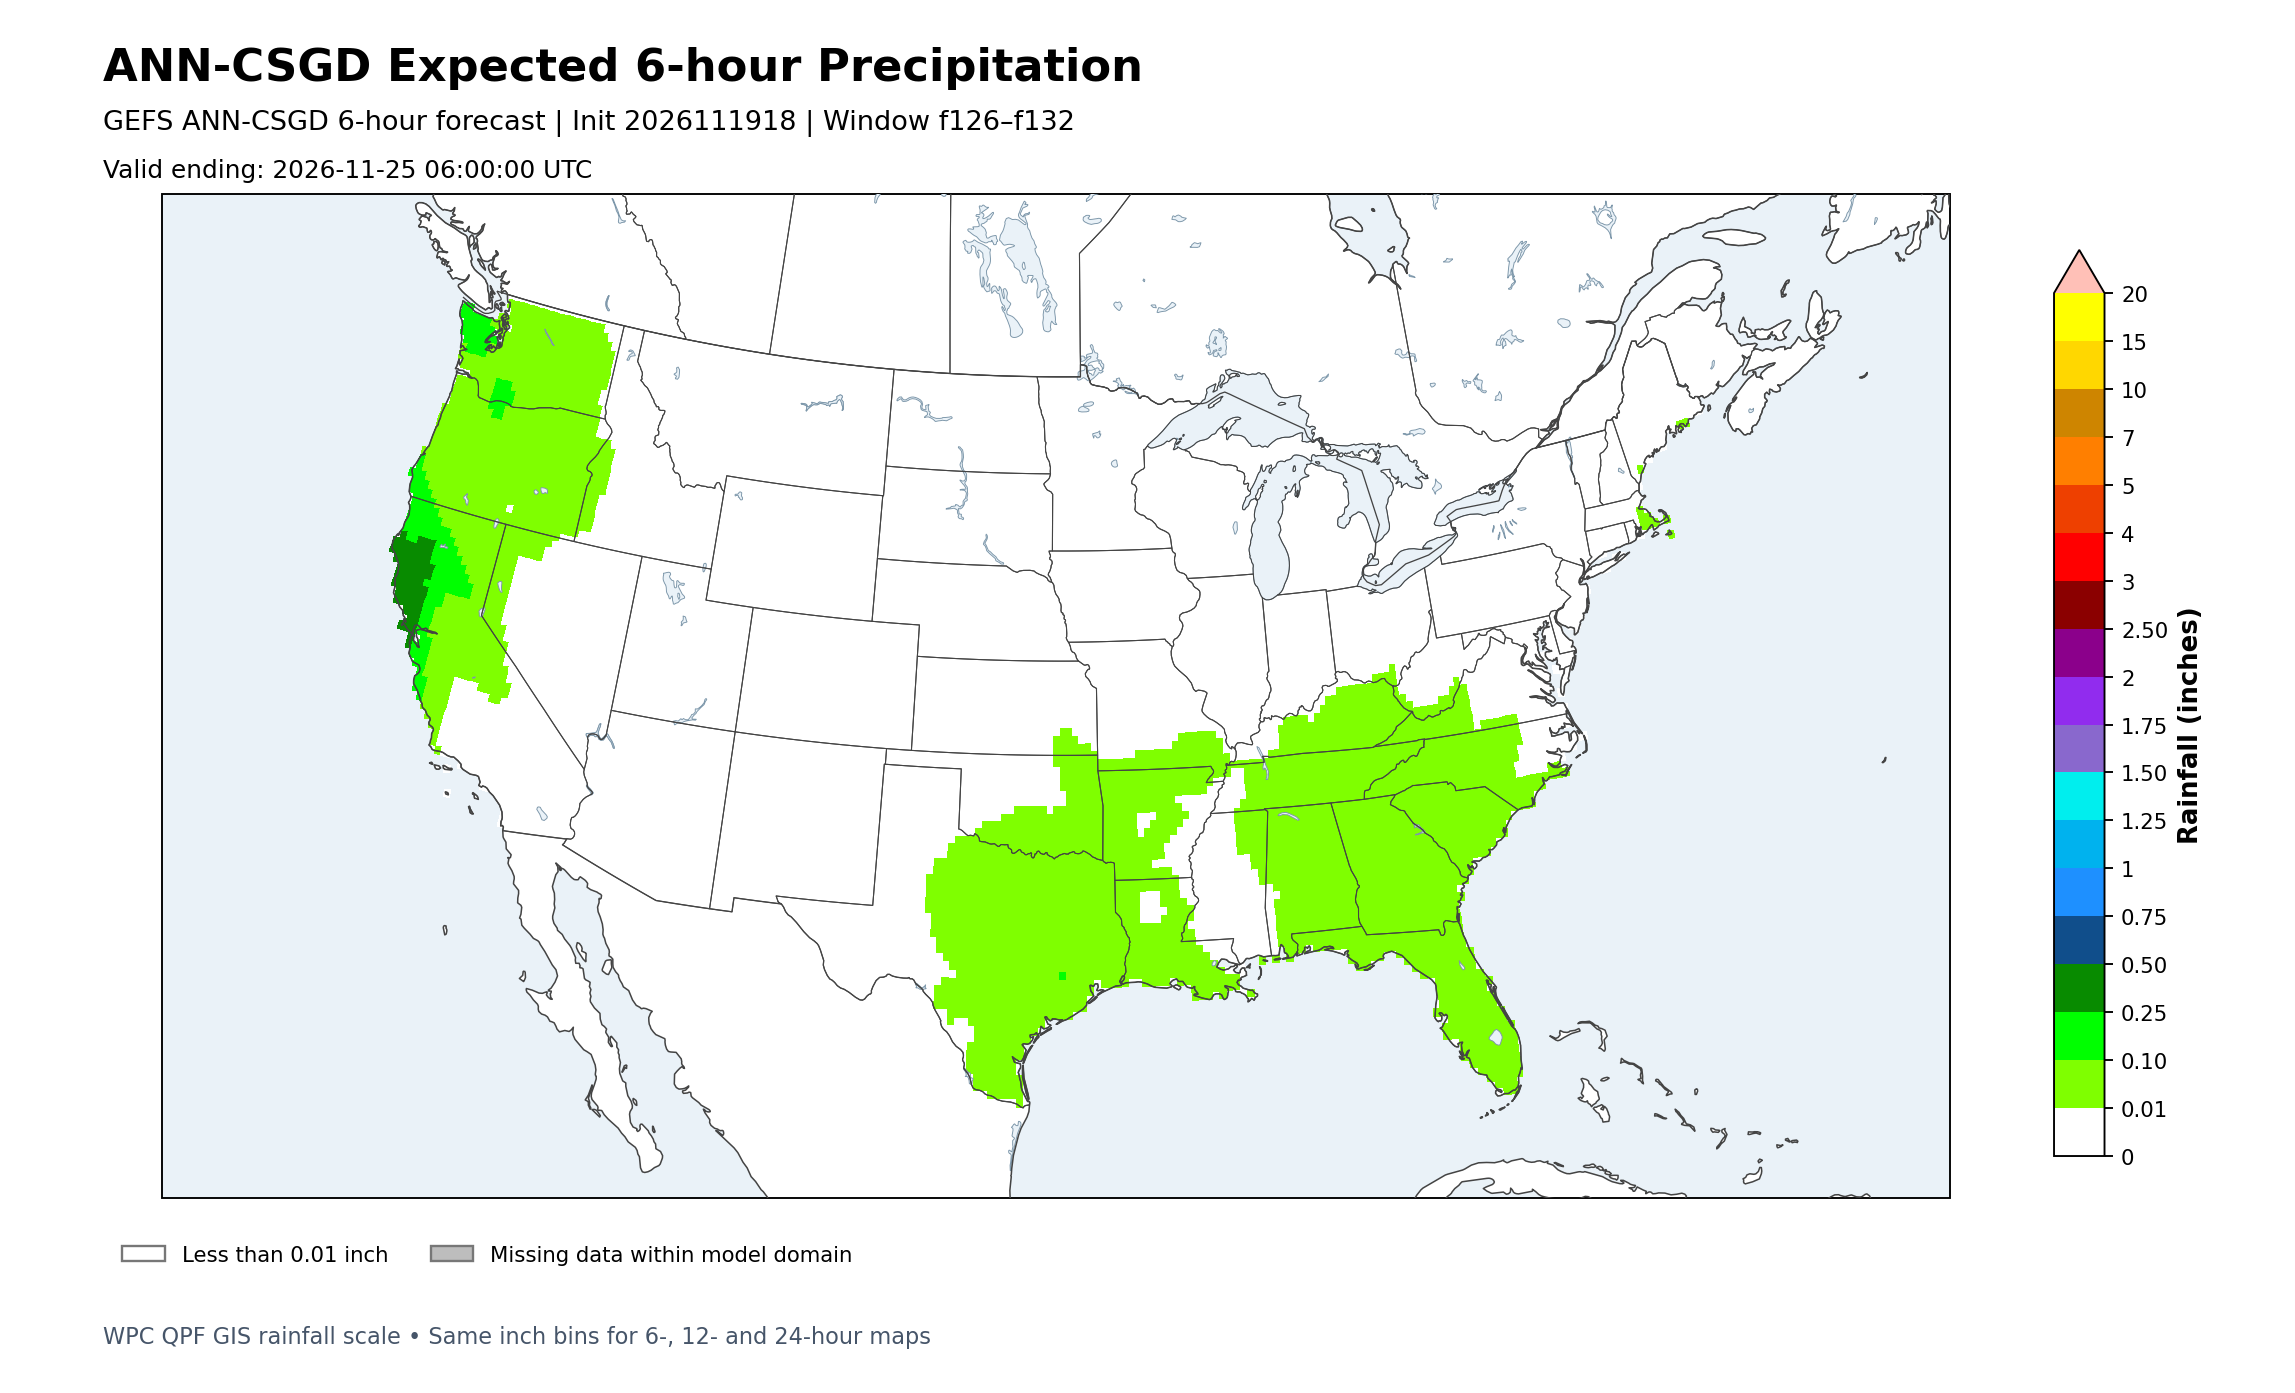 ANN-CSGD Expected 6-hour Precipitation
GEFS ANN-CSGD 6-hour forecast | Init 2026111918 | Window f126–f132
Valid ending: 2026-11-25 06:00:00 UTC
20
15
10
7
5
4
3
2.50
2
1.75
1.50
1.25
1
0.75
0.50
0.25
0.10
0.01
0
Rainfall (inches)
Less than 0.01 inch
Missing data within model domain
WPC QPF GIS rainfall scale • Same inch bins for 6-, 12- and 24-hour maps